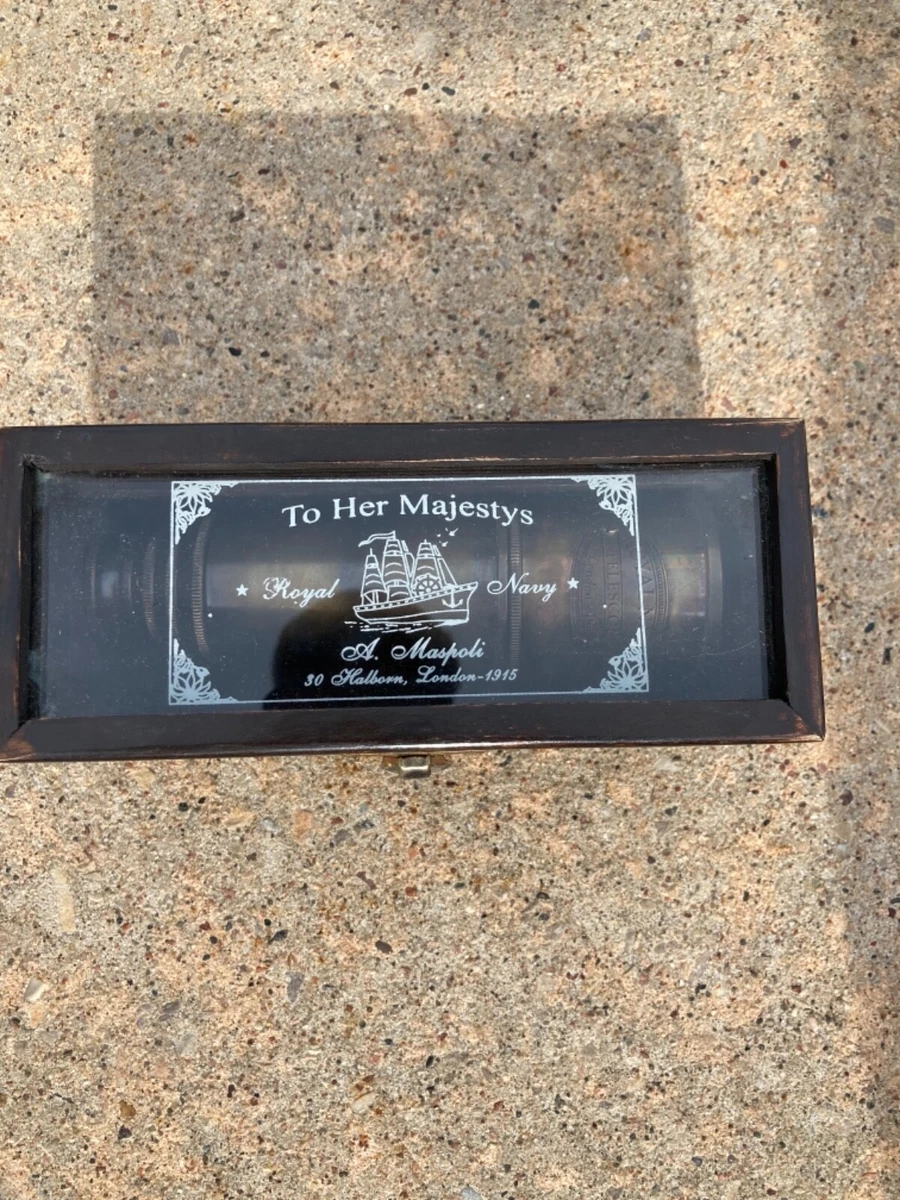 To Her Majestys
Royal Navy
A. Maspoli
30 Halborn, London-1915